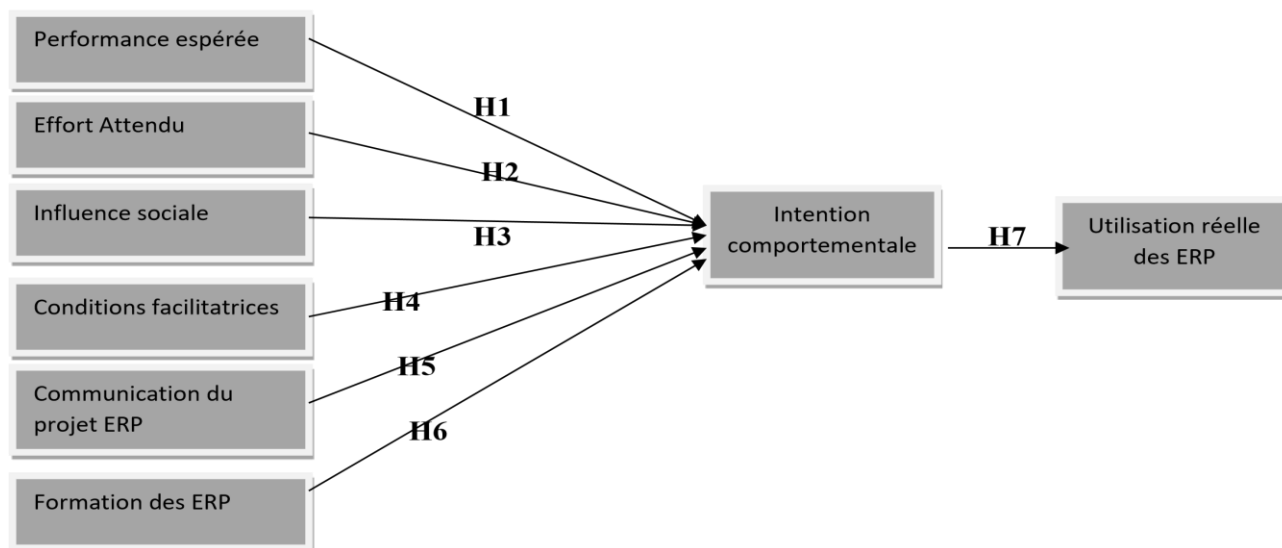 Performance espérée
H1
Effort Attendu
H2
Influence sociale
H3
Conditions facilitatrices
H4
Communication du
projet ERP
H5
Formation des ERP
H6
Intention
comportementale
H7
Utilisation réelle
des ERP